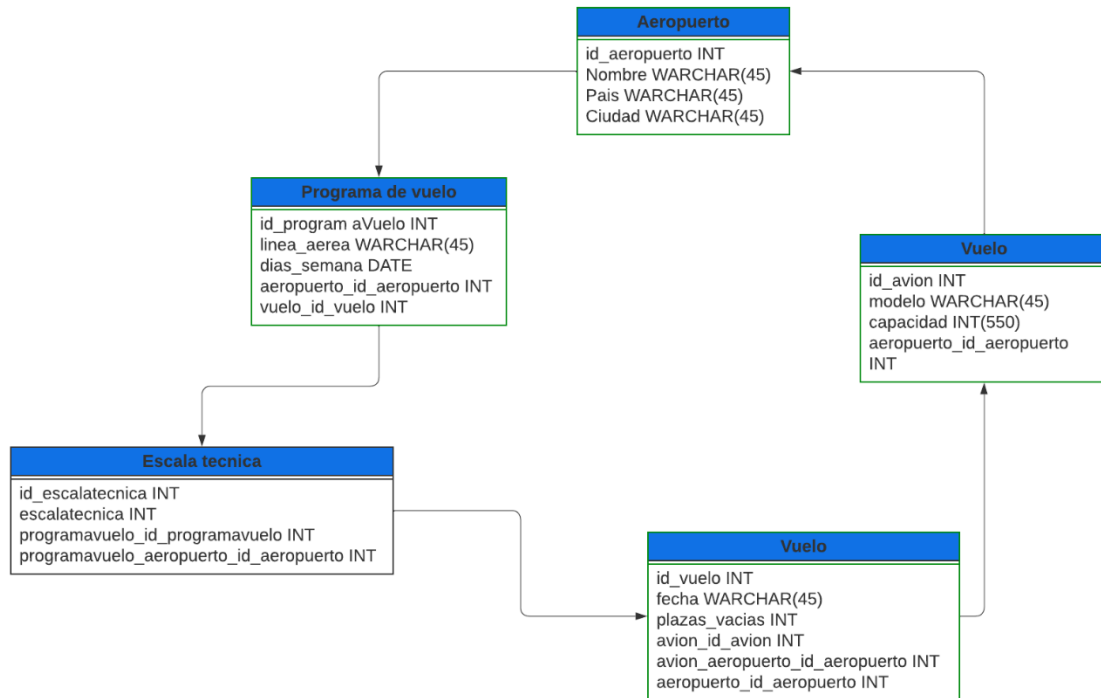 Aeropuerto
id_aeropuerto INT
Nombre WARCHAR(45)
Pais WARCHAR(45)
Ciudad WARCHAR(45)
Programa de vuelo
id_program aVuelo INT
linea_aerea WARCHAR(45)
dias_semana DATE
aeropuerto_id_aeropuerto INT
vuelo_id_vuelo INT
Vuelo
id_avion INT
modelo WARCHAR(45)
capacidad INT(550)
aeropuerto_id_aeropuerto
INT
Escala tecnica
id_escalatecnica INT
escalatecnica INT
programavuelo_id_programavuelo INT
programavuelo_aeropuerto_id_aeropuerto INT
Vuelo
id_vuelo INT
fecha WARCHAR(45)
plazas_vacias INT
avion_id_avion INT
avion_aeropuerto_id_aeropuerto INT
aeropuerto_id_aeropuerto INT